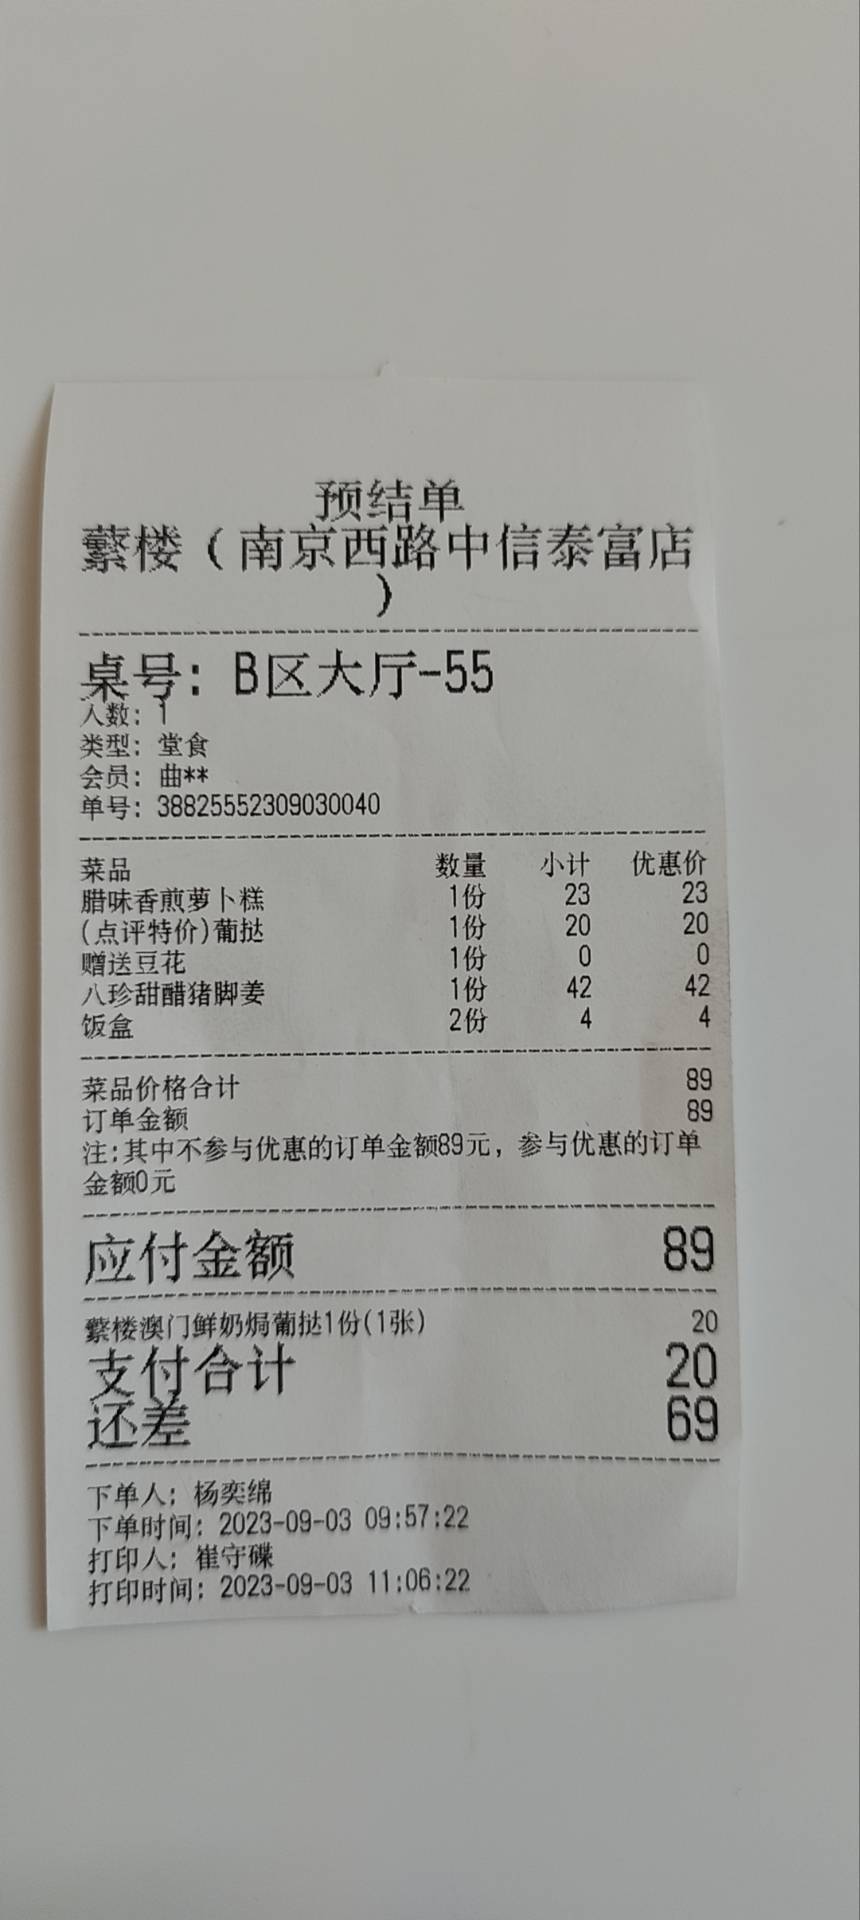 预结单
蘩楼（南京西路中信泰富店
）
桌号：B区大厅-55
人数：1
类型：堂食
会员：曲**
单号：38825552309030040
菜品 数量 小计 优惠价
腊味香煎萝卜糕 1份 23 23
(点评特价)葡挞 1份 20 20
赠送豆花 1份 0 0
八珍甜醋猪脚姜 1份 42 42
饭盒 2份 4 4
菜品价格合计 89
订单金额 89
注：其中不参与优惠的订单金额89元，参与优惠的订单
金额0元
应付金额 89
蘩楼澳门鲜奶焗葡挞1份(1张) 20
支付合计 20
还差 69
下单人：杨奕绵
下单时间：2023-09-03 09:57:22
打印人：崔守碟
打印时间：2023-09-03 11:06:22